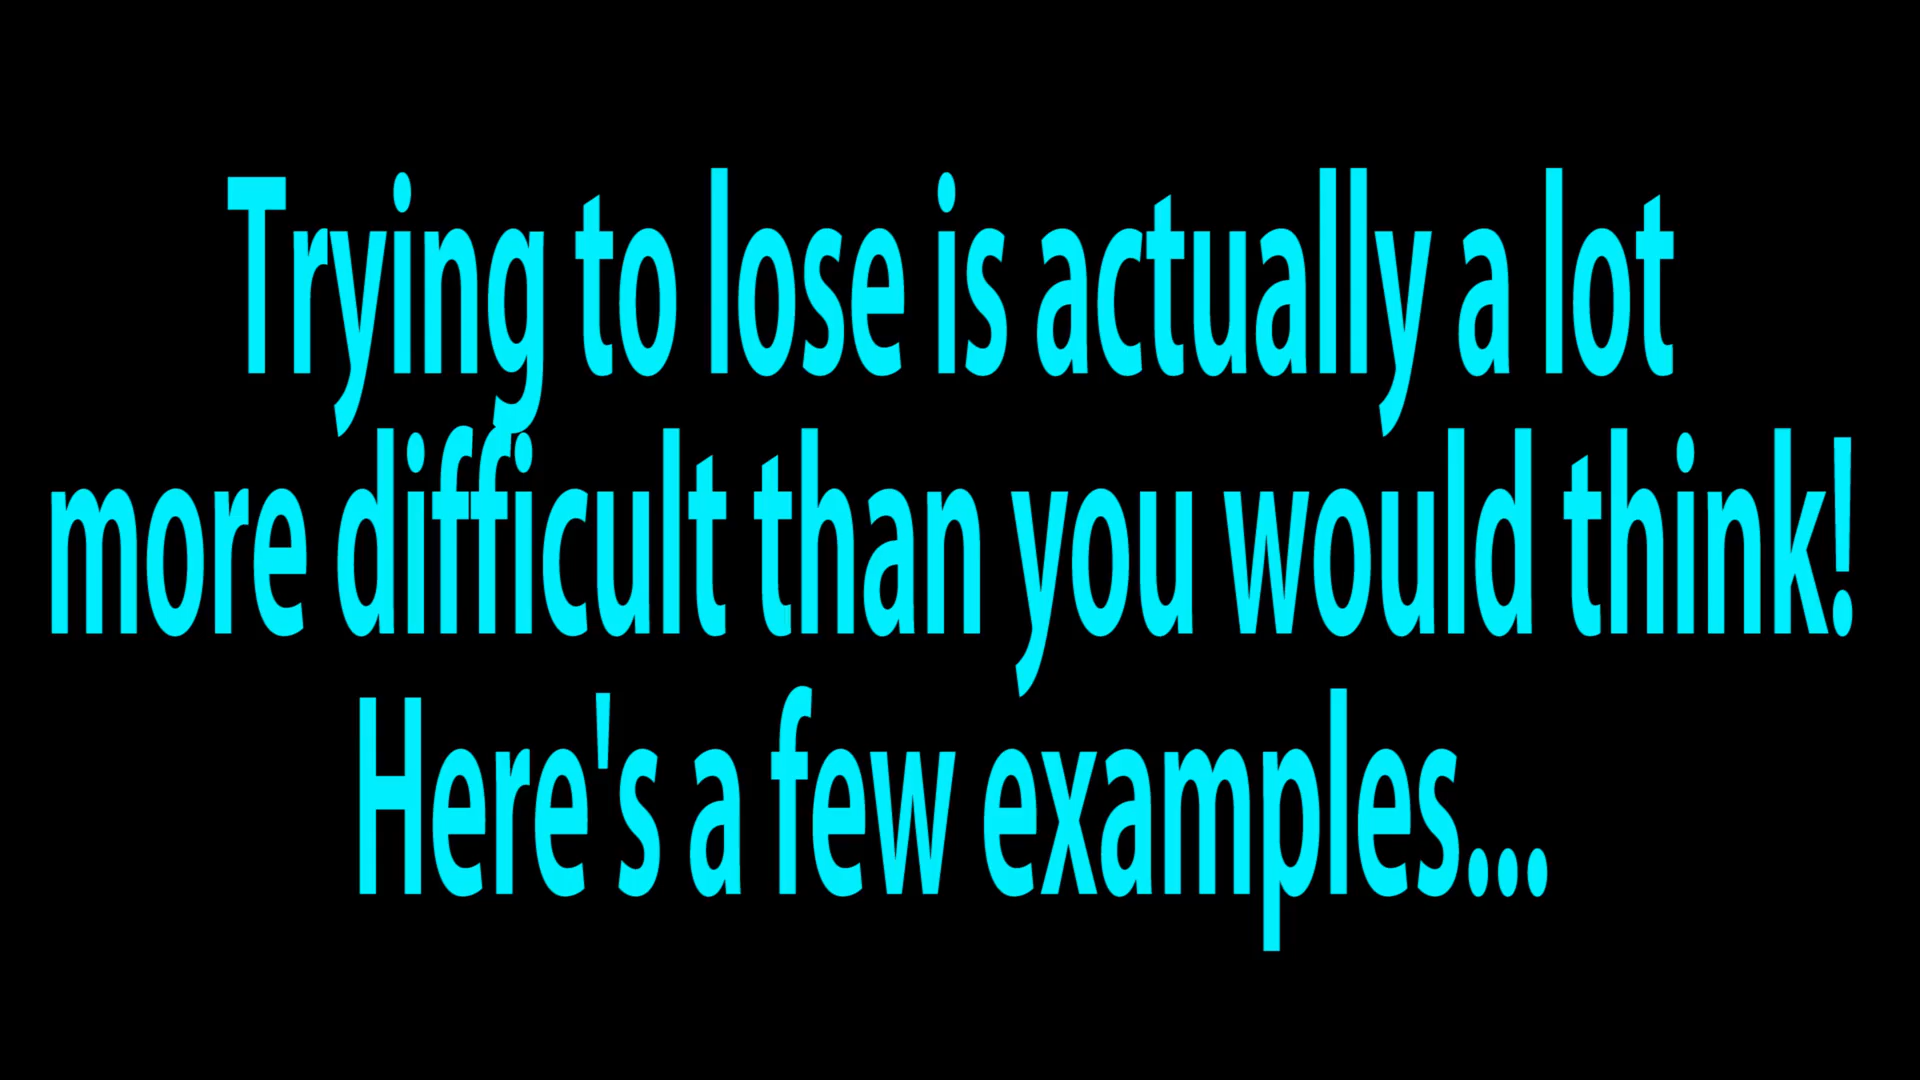 Trying to lose is actually a lot
more difficult than you would think!
Here's a few examples...